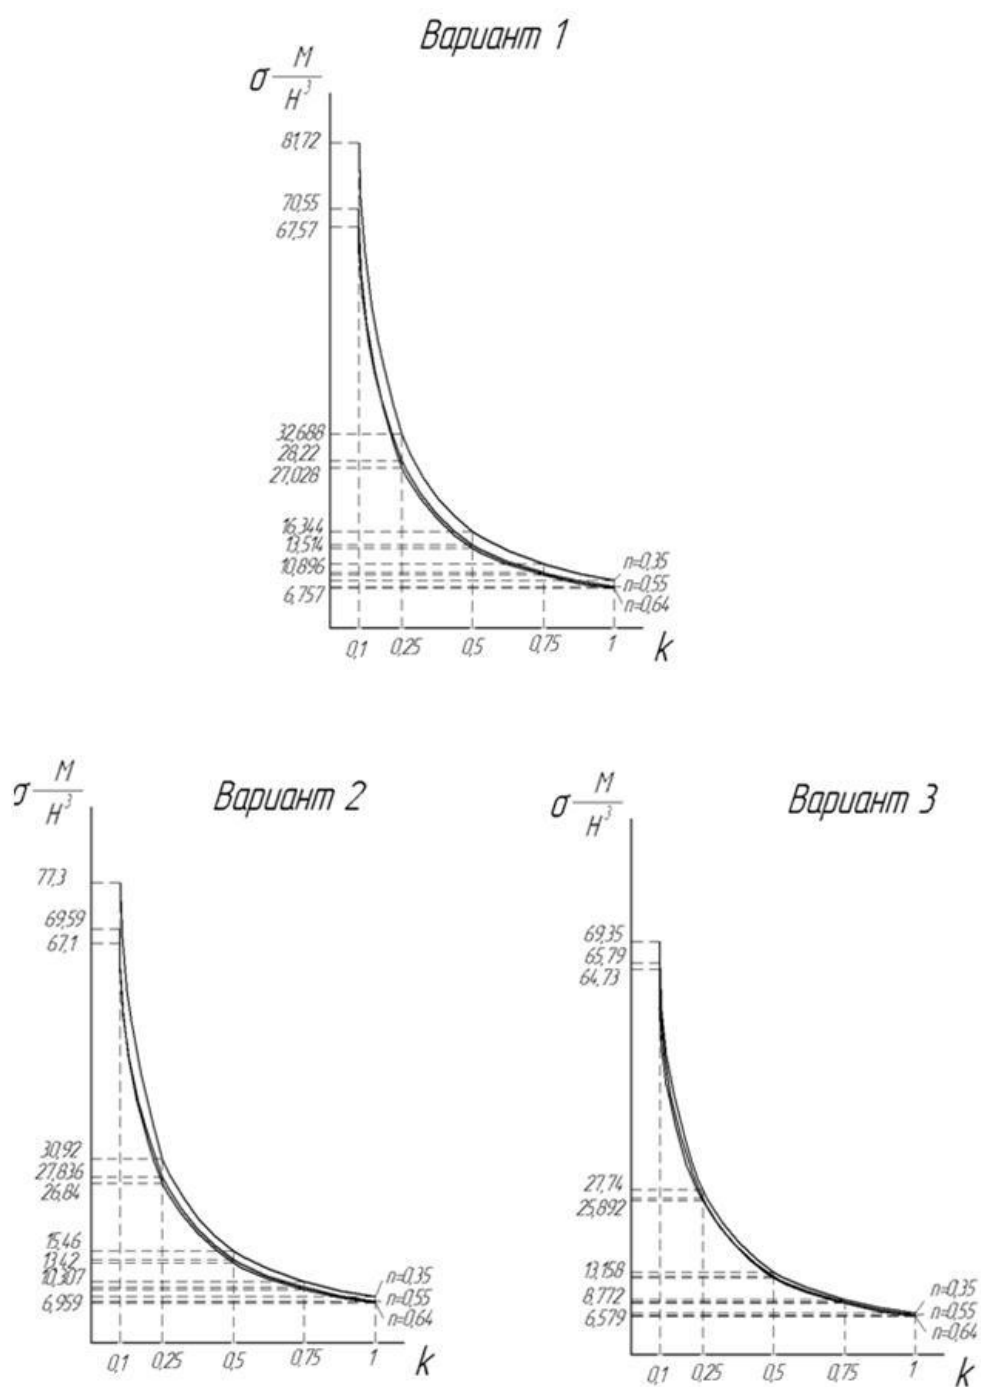 Вариант 1
σ M/H³
81,72
70,55
67,57
32,688
28,22
27,028
16,344
13,514
10,896
6,757
n=0,35
n=0,55
n=0,64
0,1 0,25 0,5 0,75 1 k
Вариант 2
σ M/H³
77,3
69,59
67,1
30,92
27,836
26,84
15,46
13,42
10,307
6,959
n=0,35
n=0,55
n=0,64
0,1 0,25 0,5 0,75 1 k
Вариант 3
σ M/H³
69,35
65,79
64,73
27,74
25,892
13,158
8,772
6,579
n=0,35
n=0,55
n=0,64
0,1 0,25 0,5 0,75 1 k